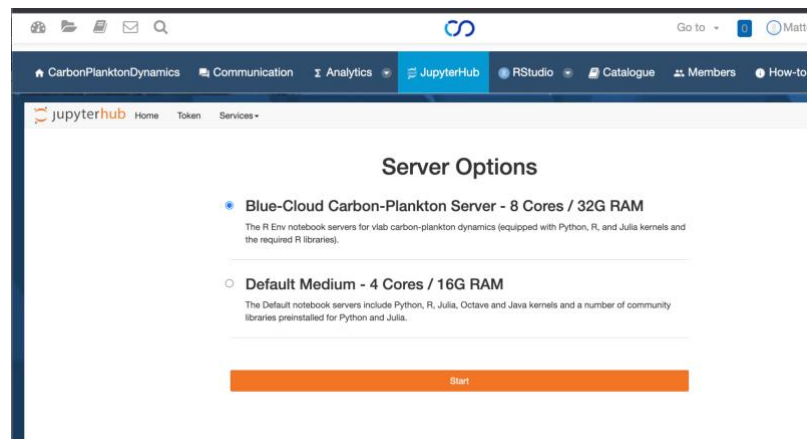 Go to 0 Matt
CarbonPlanktonDynamics Communication Σ Analytics JupyterHub RStudio Catalogue Members How-to
jupyterhub Home Token Services
Server Options
Blue-Cloud Carbon-Plankton Server - 8 Cores / 32G RAM
The R Env notebook servers for vlab carbon-plankton dynamics (equipped with Python, R, and Julia kernels and
the required R libraries).
Default Medium - 4 Cores / 16G RAM
The Default notebook servers include Python, R, Julia, Octave and Java kernels and a number of community
libraries preinstalled for Python and Julia.
Start